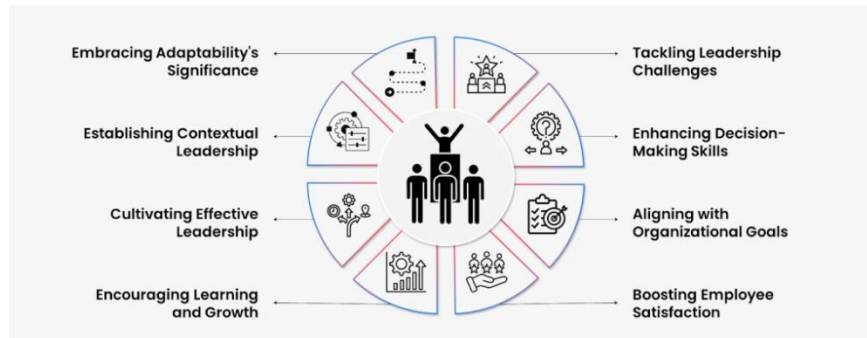 Embracing Adaptability's
Significance
Establishing Contextual
Leadership
Cultivating Effective
Leadership
Encouraging Learning
and Growth
Tackling Leadership
Challenges
Enhancing Decision-
Making Skills
Aligning with
Organizational Goals
Boosting Employee
Satisfaction